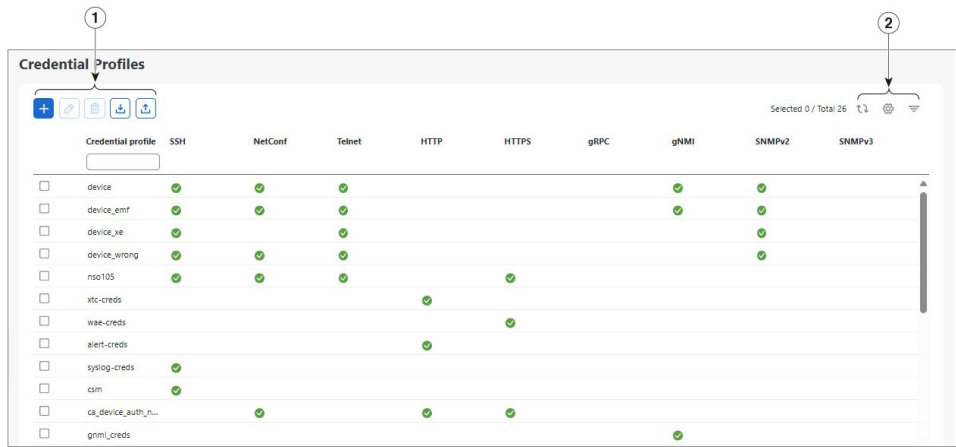 1
2
Credential Profiles
Selected 0 / Total 26
Credential profile SSH NetConf Telnet HTTP HTTPS gRPC gNMI SNMPv2 SNMPv3
device
device_emf
device_xe
device_wrong
nso105
xtc-creds
wae-creds
alert-creds
syslog-creds
csm
ca_device_auth_n...
gnmi_creds